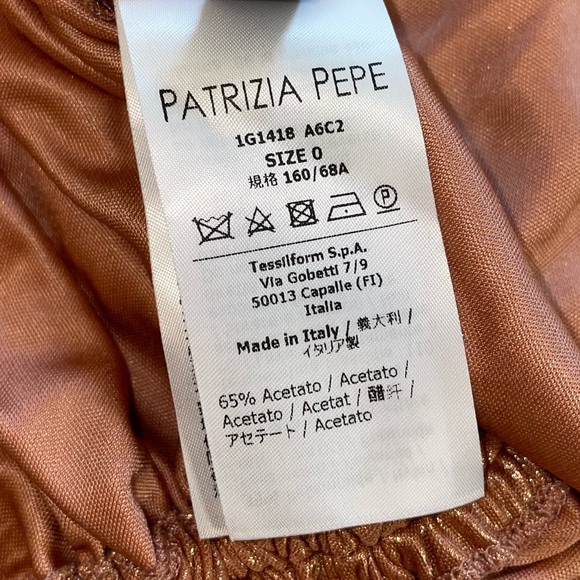 PATRIZIA PEPE
1G1418 A6C2
SIZE 0
規格 160/68A
P
Tessilform S.p.A.
Via Gobetti 7/9
50013 Capalle (FI)
Italia
Made in Italy / 義大利 /
イタリア製
65% Acetato / Acetato /
Acetato / Acetat / 醋纤 /
アセテート / Acetato